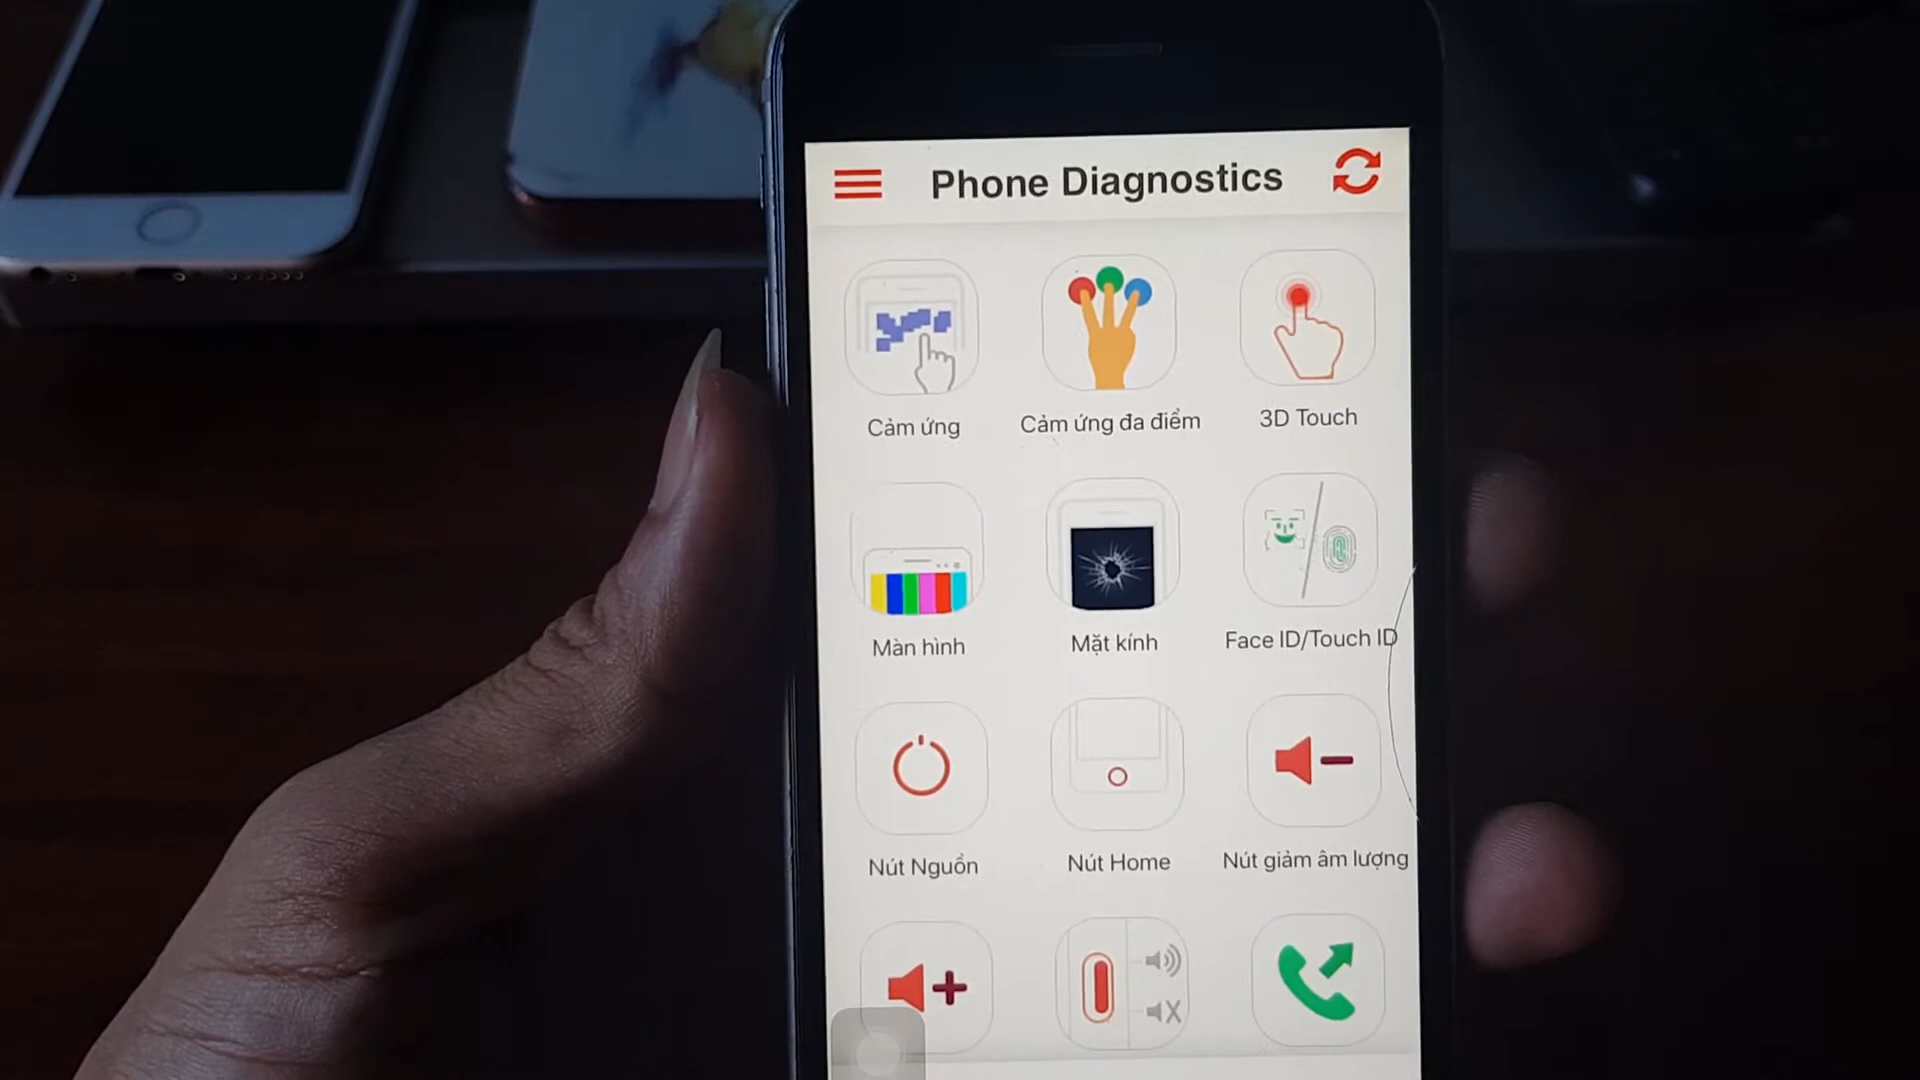 Phone Diagnostics
Cảm ứng
Cảm ứng đa điểm
3D Touch
Màn hình
Mặt kính
Face ID/Touch ID
Nút Nguồn
Nút Home
Nút giảm âm lượng